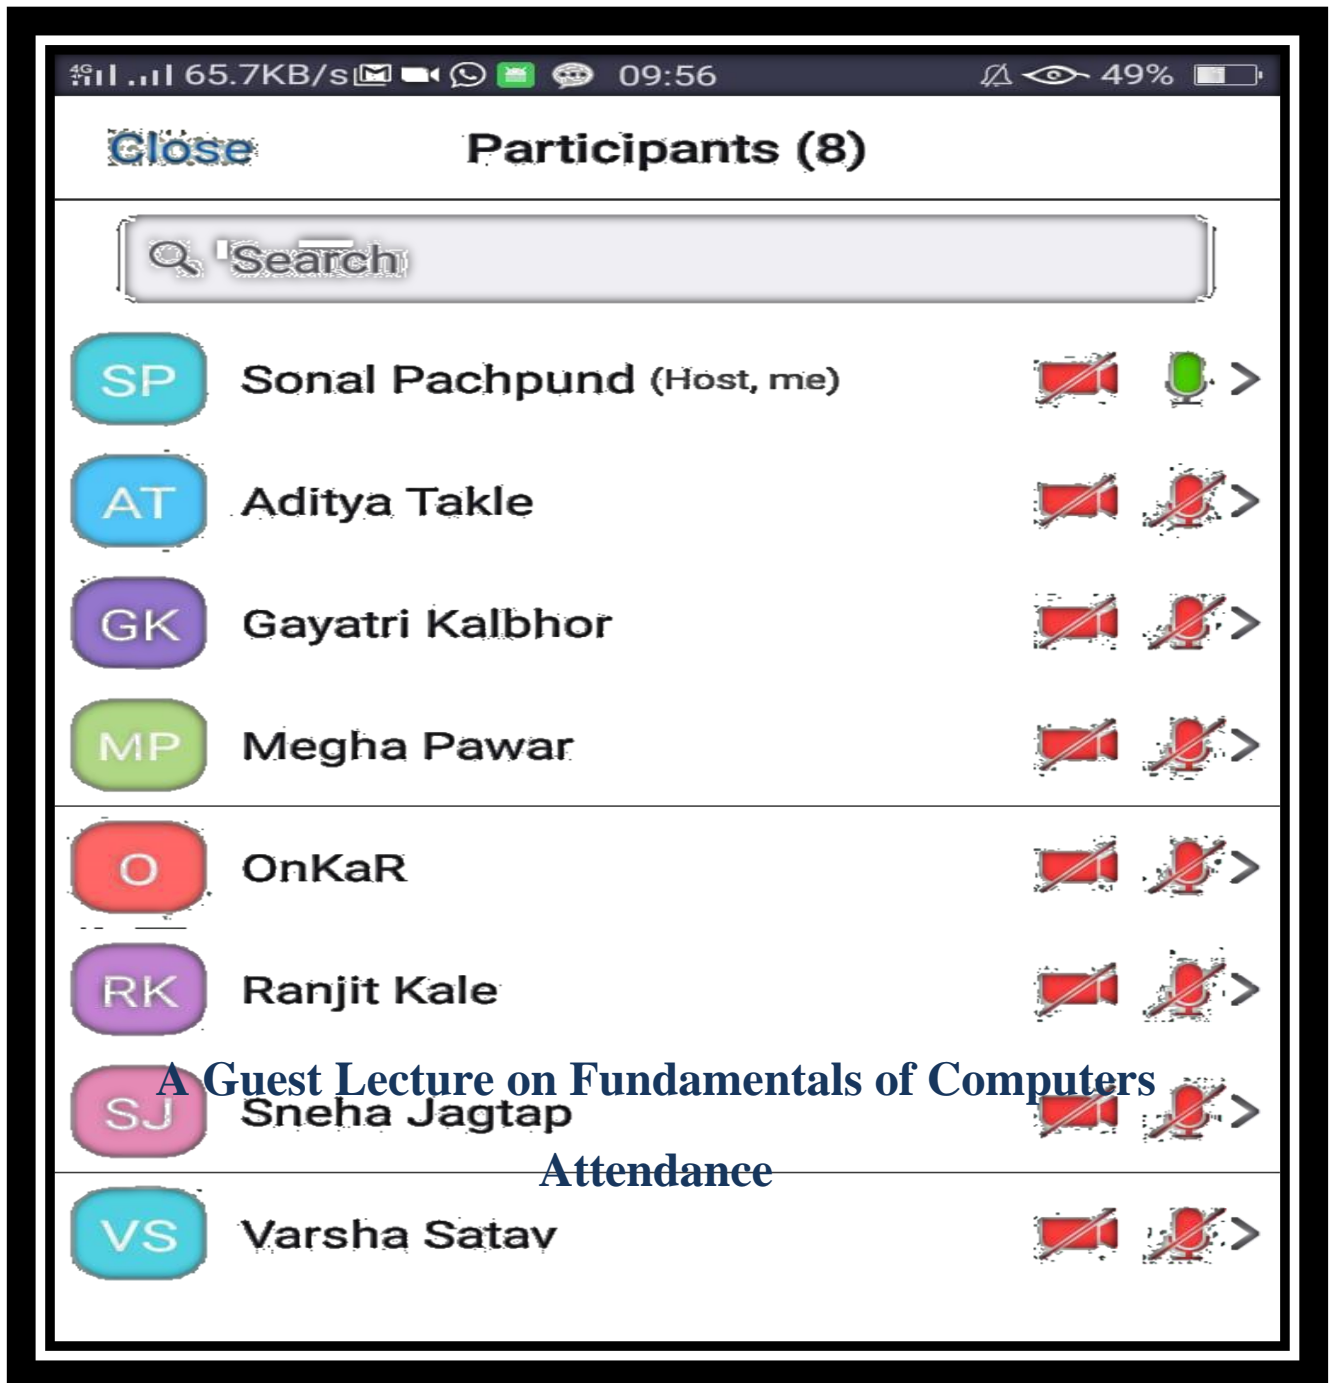 4G 65.7KB/s 09:56 49%
Close Participants (8)
Search
SP Sonal Pachpund (Host, me)
AT Aditya Takle
GK Gayatri Kalbhor
MP Megha Pawar
O OnKaR
RK Ranjit Kale
A Guest Lecture on Fundamentals of Computers
SJ Sneha Jagtap
Attendance
VS Varsha Satav